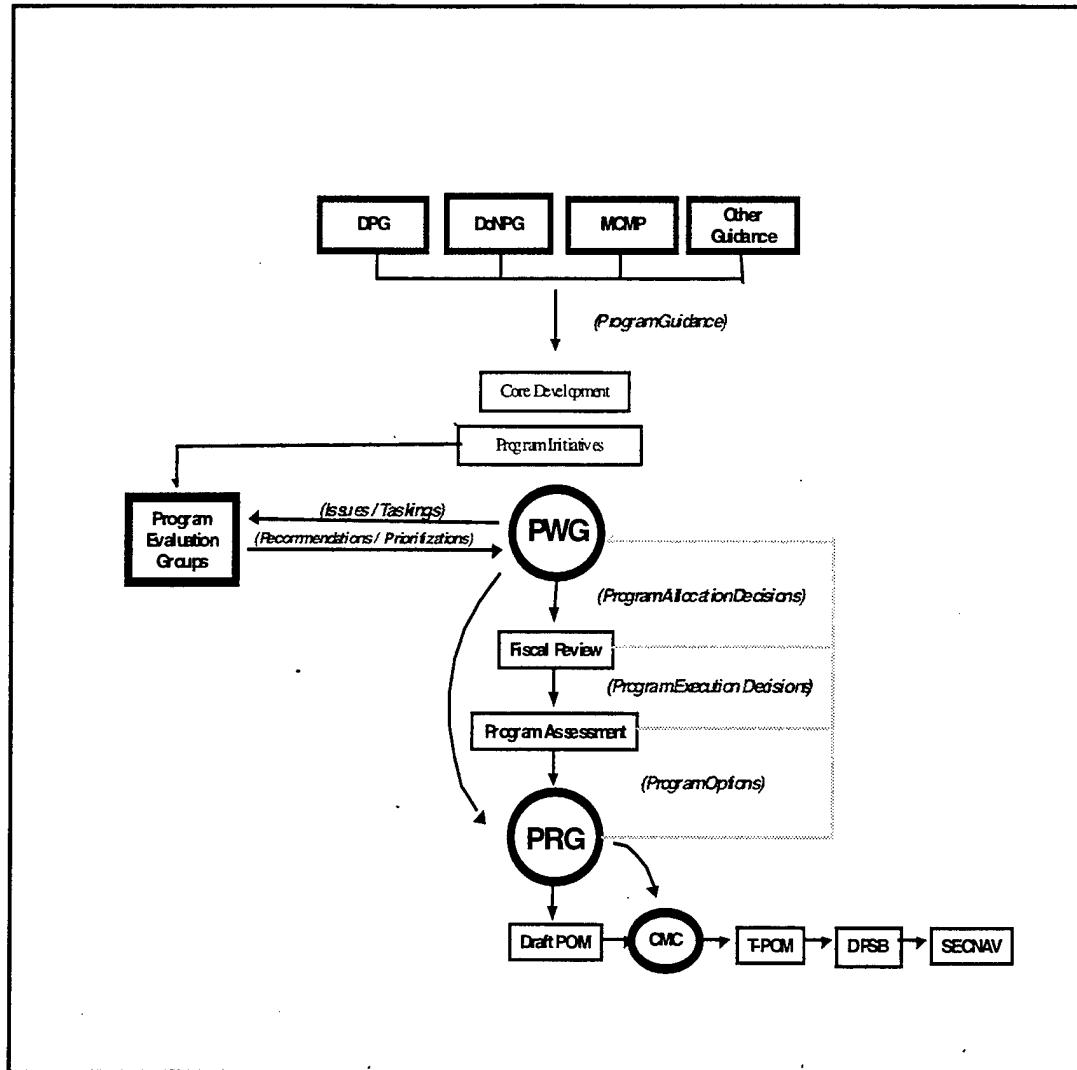 DPG
DoNPG
MCMP
Other
Guidance
(Program Guidance)
Core Development
Program Initiatives
Program
Evaluation
Groups
(Issues / Taskings)
(Recommendations / Prioritizations)
PWG
(Program Allocation Decisions)
Fiscal Review
(Program Execution Decisions)
Program Assessment
(Program Options)
PRG
Draft POM
CMC
T-POM
DPSB
SECNAV